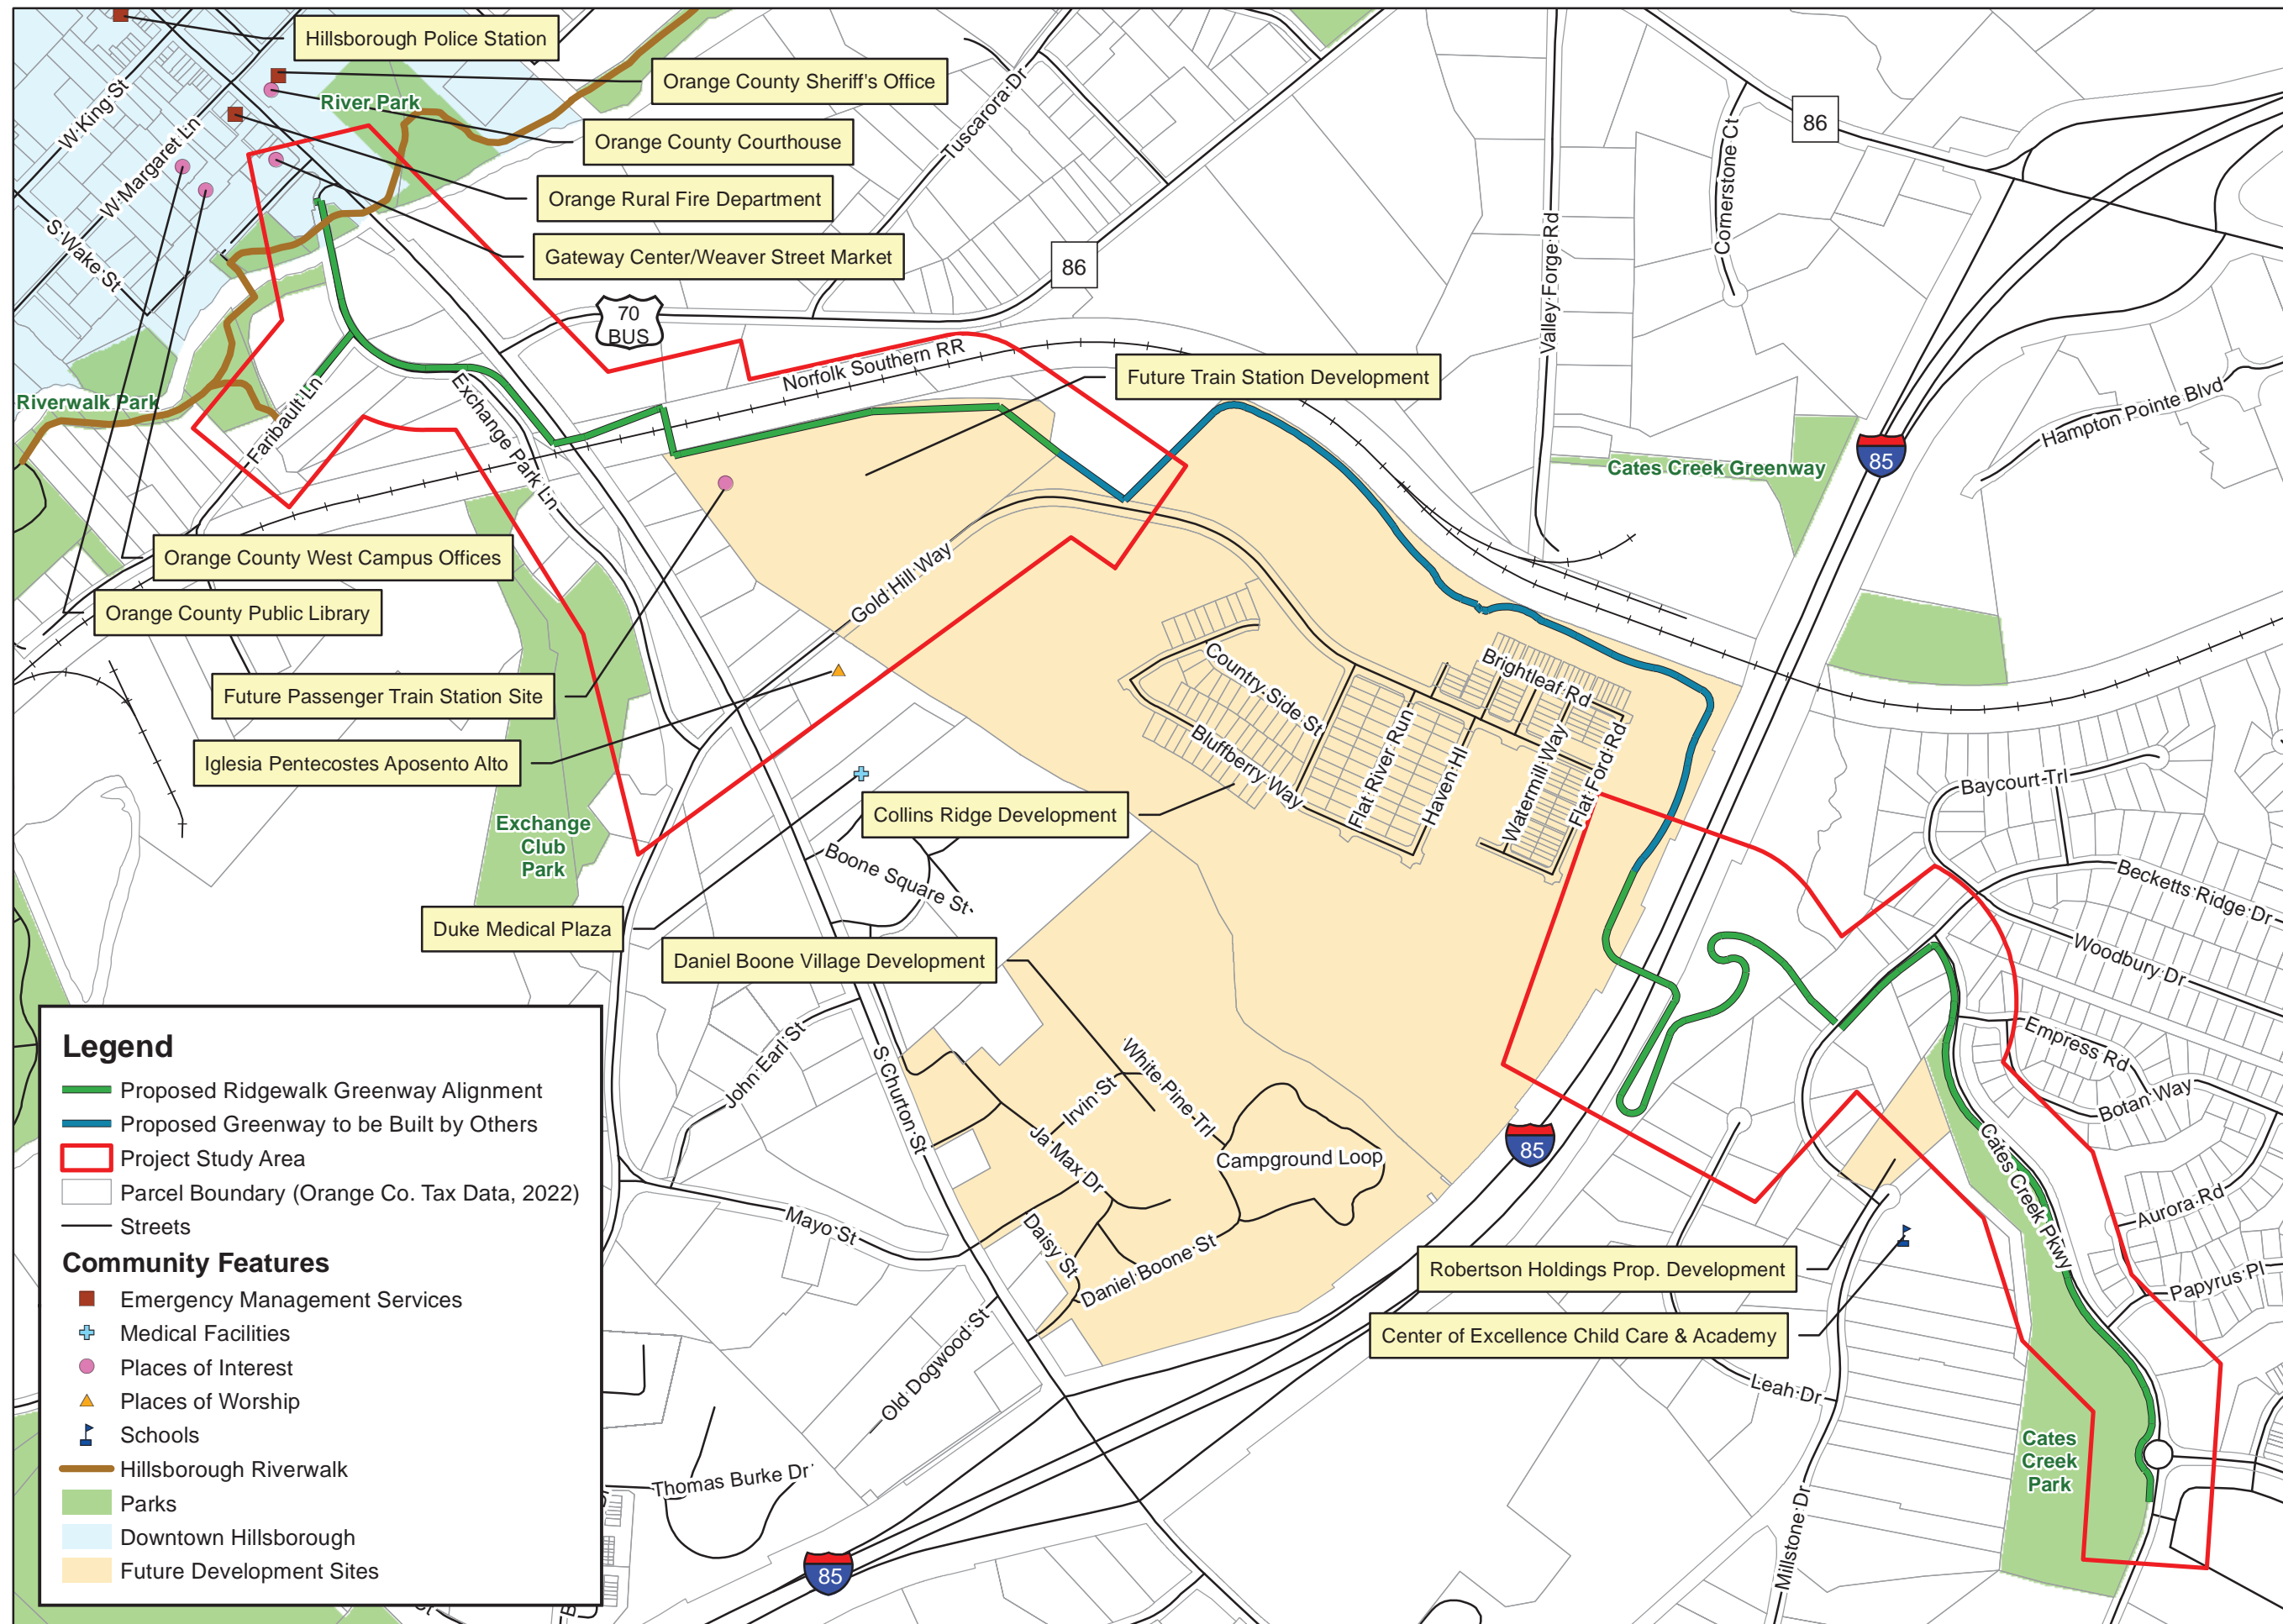 Hillsborough Police Station
Orange County Sheriff's Office
River Park
Orange County Courthouse
Orange Rural Fire Department
Gateway Center/Weaver Street Market
W King St
W Margaret Ln
S Wake St
Tuscarora Dr
86
70
BUS
86
Cornerstone Ct
Valley Forge Rd
Norfolk Southern RR
Future Train Station Development
Hampton Pointe Blvd
85
Cates Creek Greenway
Riverwalk Park
Faribault Ln
Exchange Park Ln
Orange County West Campus Offices
Orange County Public Library
Gold Hill Way
Future Passenger Train Station Site
Iglesia Pentecostes Aposento Alto
Country Side St
Bluffberry Way
Brightleaf Rd
Flat River Run
Haven Hl
Watermill Way
Flat Ford Rd
Baycourt Trl
Becketts Ridge Dr
Woodbury Dr
Exchange
Club
Park
Collins Ridge Development
Boone Square St
Duke Medical Plaza
Daniel Boone Village Development
Empress Rd
Botan Way
Legend
Proposed Ridgewalk Greenway Alignment
Proposed Greenway to be Built by Others
Project Study Area
Parcel Boundary (Orange Co. Tax Data, 2022)
Streets
Community Features
Emergency Management Services
Medical Facilities
Places of Interest
Places of Worship
Schools
Hillsborough Riverwalk
Parks
Downtown Hillsborough
Future Development Sites
John Earl St
S Churton St
White Pine Trl
Irvin St
Ja Max Dr
Campground Loop
85
Cates Creek Pkwy
Aurora Rd
Papyrus Pl
Mayo St
Daisy St
Daniel Boone St
Robertson Holdings Prop. Development
Center of Excellence Child Care & Academy
Old Dogwood St
Leah Dr
Cates
Creek
Park
Thomas Burke Dr
Millstone Dr
85